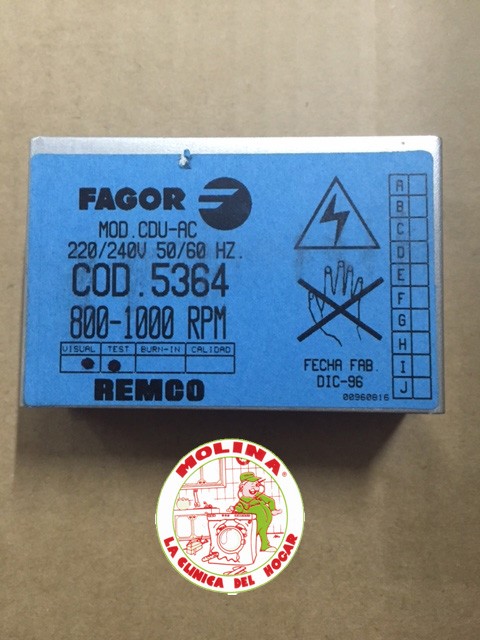 FAGOR
MOD.CDU-AC
220/240V 50/60 HZ.
COD.5364
800-1000 RPM
VISUAL TEST BURN-IN CALIDAD
REMCO
FECHA FAB.
DIC-96
00960816
A
B
C
D
E
F
G
H
I
J
MOLINA®
LA CLINICA DEL HOGAR